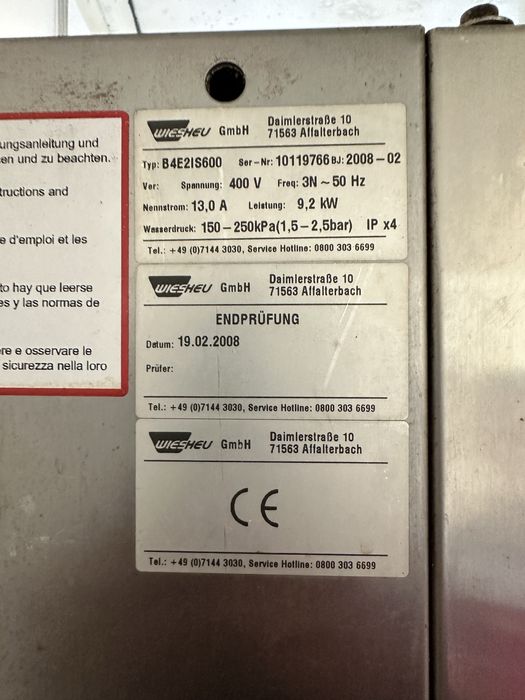 ungsanleitung und
en und zu beachten.
tructions and
e d'emploi et les
to hay que leerse
es y las normas de
re e osservare le
sicurezza nella loro
WIESHEU GmbH Daimlerstraße 10
71563 Affalterbach
Typ: B4E2IS600 Ser-Nr: 10119766 BJ: 2008-02
Ver: Spannung: 400 V Freq: 3N~50 Hz
Nennstrom: 13,0 A Leistung: 9,2 kW
Wasserdruck: 150-250kPa(1,5-2,5bar) IP x4
Tel.: +49 (0)7144 3030, Service Hotline: 0800 303 6699
WIESHEU GmbH Daimlerstraße 10
71563 Affalterbach
ENDPRÜFUNG
Datum: 19.02.2008
Prüfer:
Tel.: +49 (0)7144 3030, Service Hotline: 0800 303 6699
WIESHEU GmbH Daimlerstraße 10
71563 Affalterbach
CE
Tel.: +49 (0)7144 3030, Service Hotline: 0800 303 6699